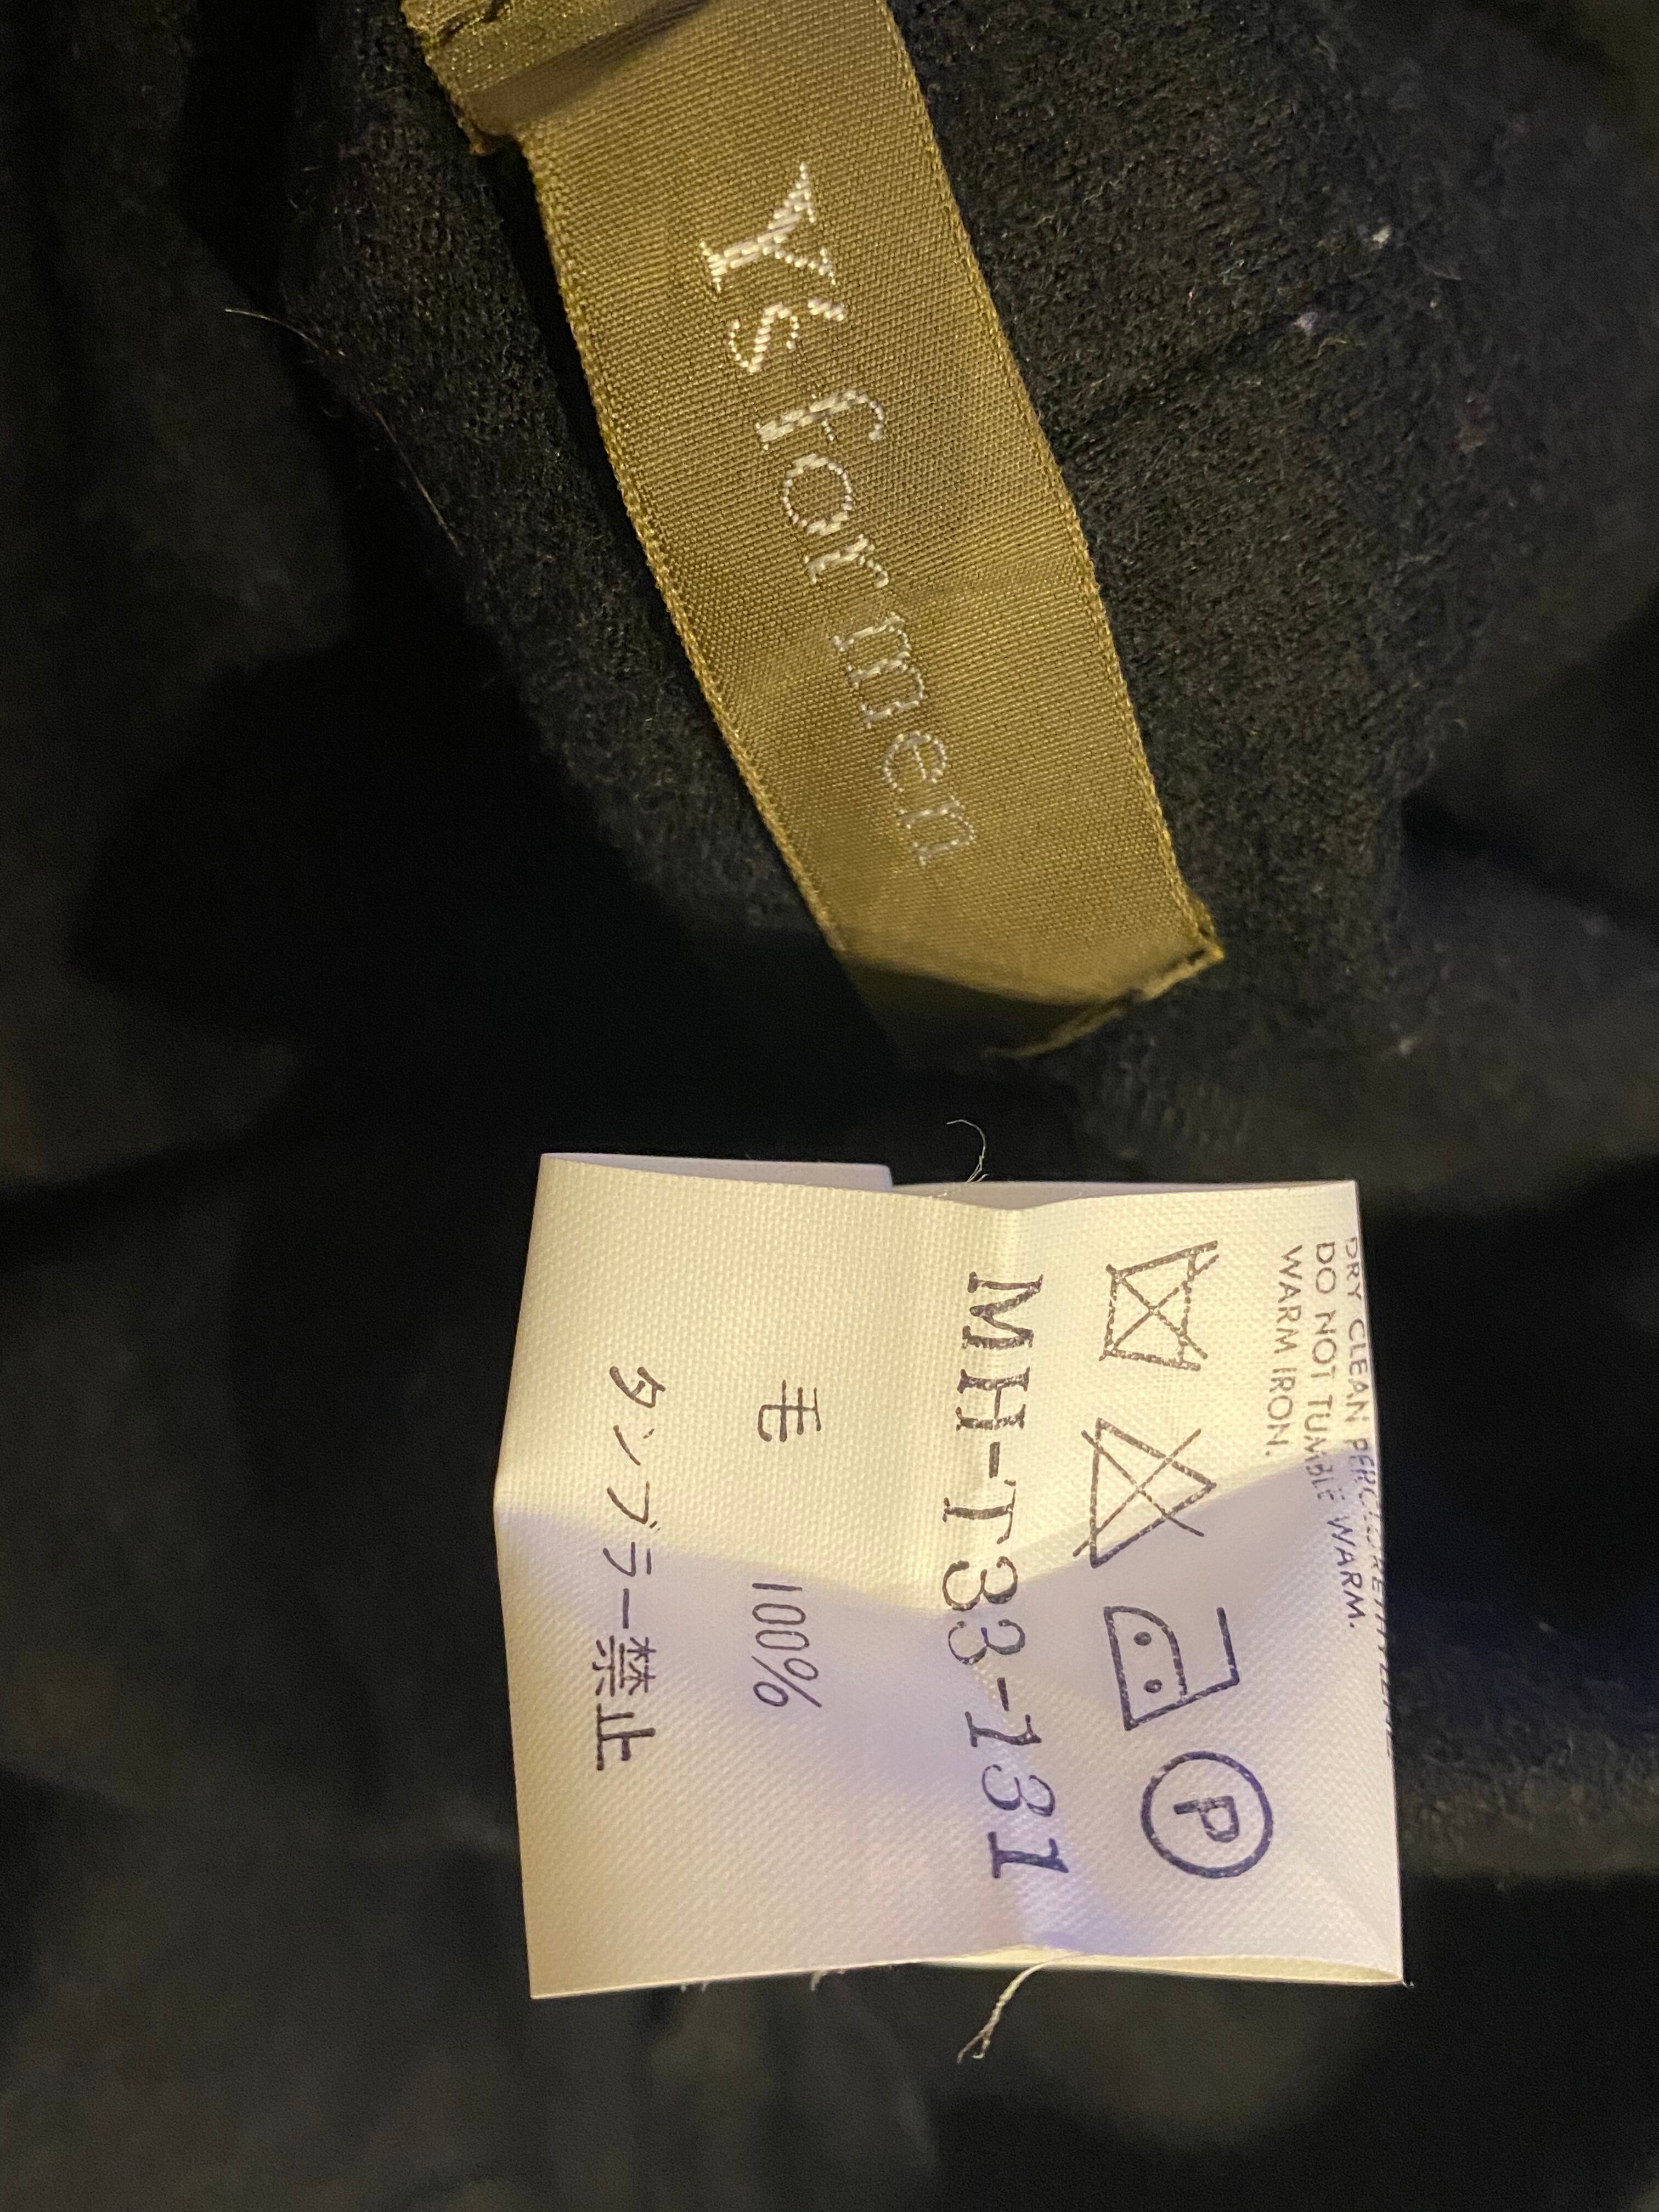 Y's for men
DRY CLEAN PERCHLORETHYLENE
DO NOT TUMBLE WARM.
WARM IRON.
P
MH-T33-131
毛 100%
タンブラー禁止